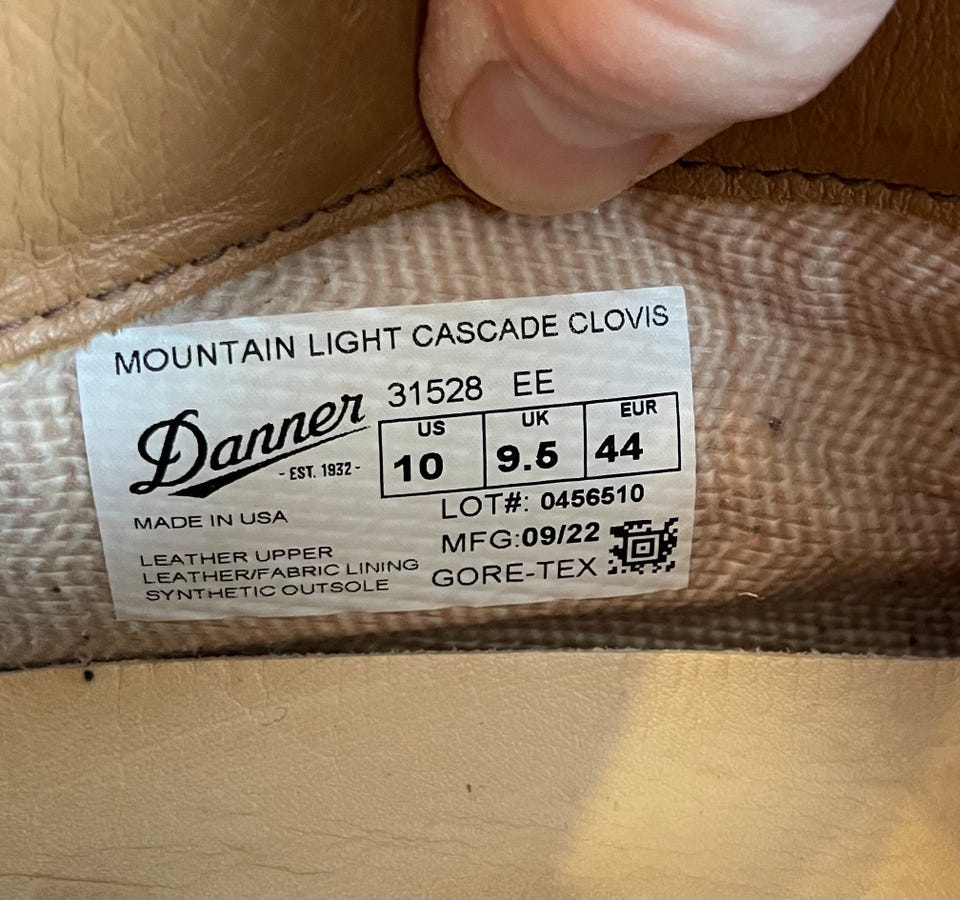 MOUNTAIN LIGHT CASCADE CLOVIS
Danner
- EST. 1932 -
31528 EE
US UK EUR
10 9.5 44
LOT#: 0456510
MADE IN USA
MFG:09/22
LEATHER UPPER
LEATHER/FABRIC LINING
SYNTHETIC OUTSOLE
GORE-TEX